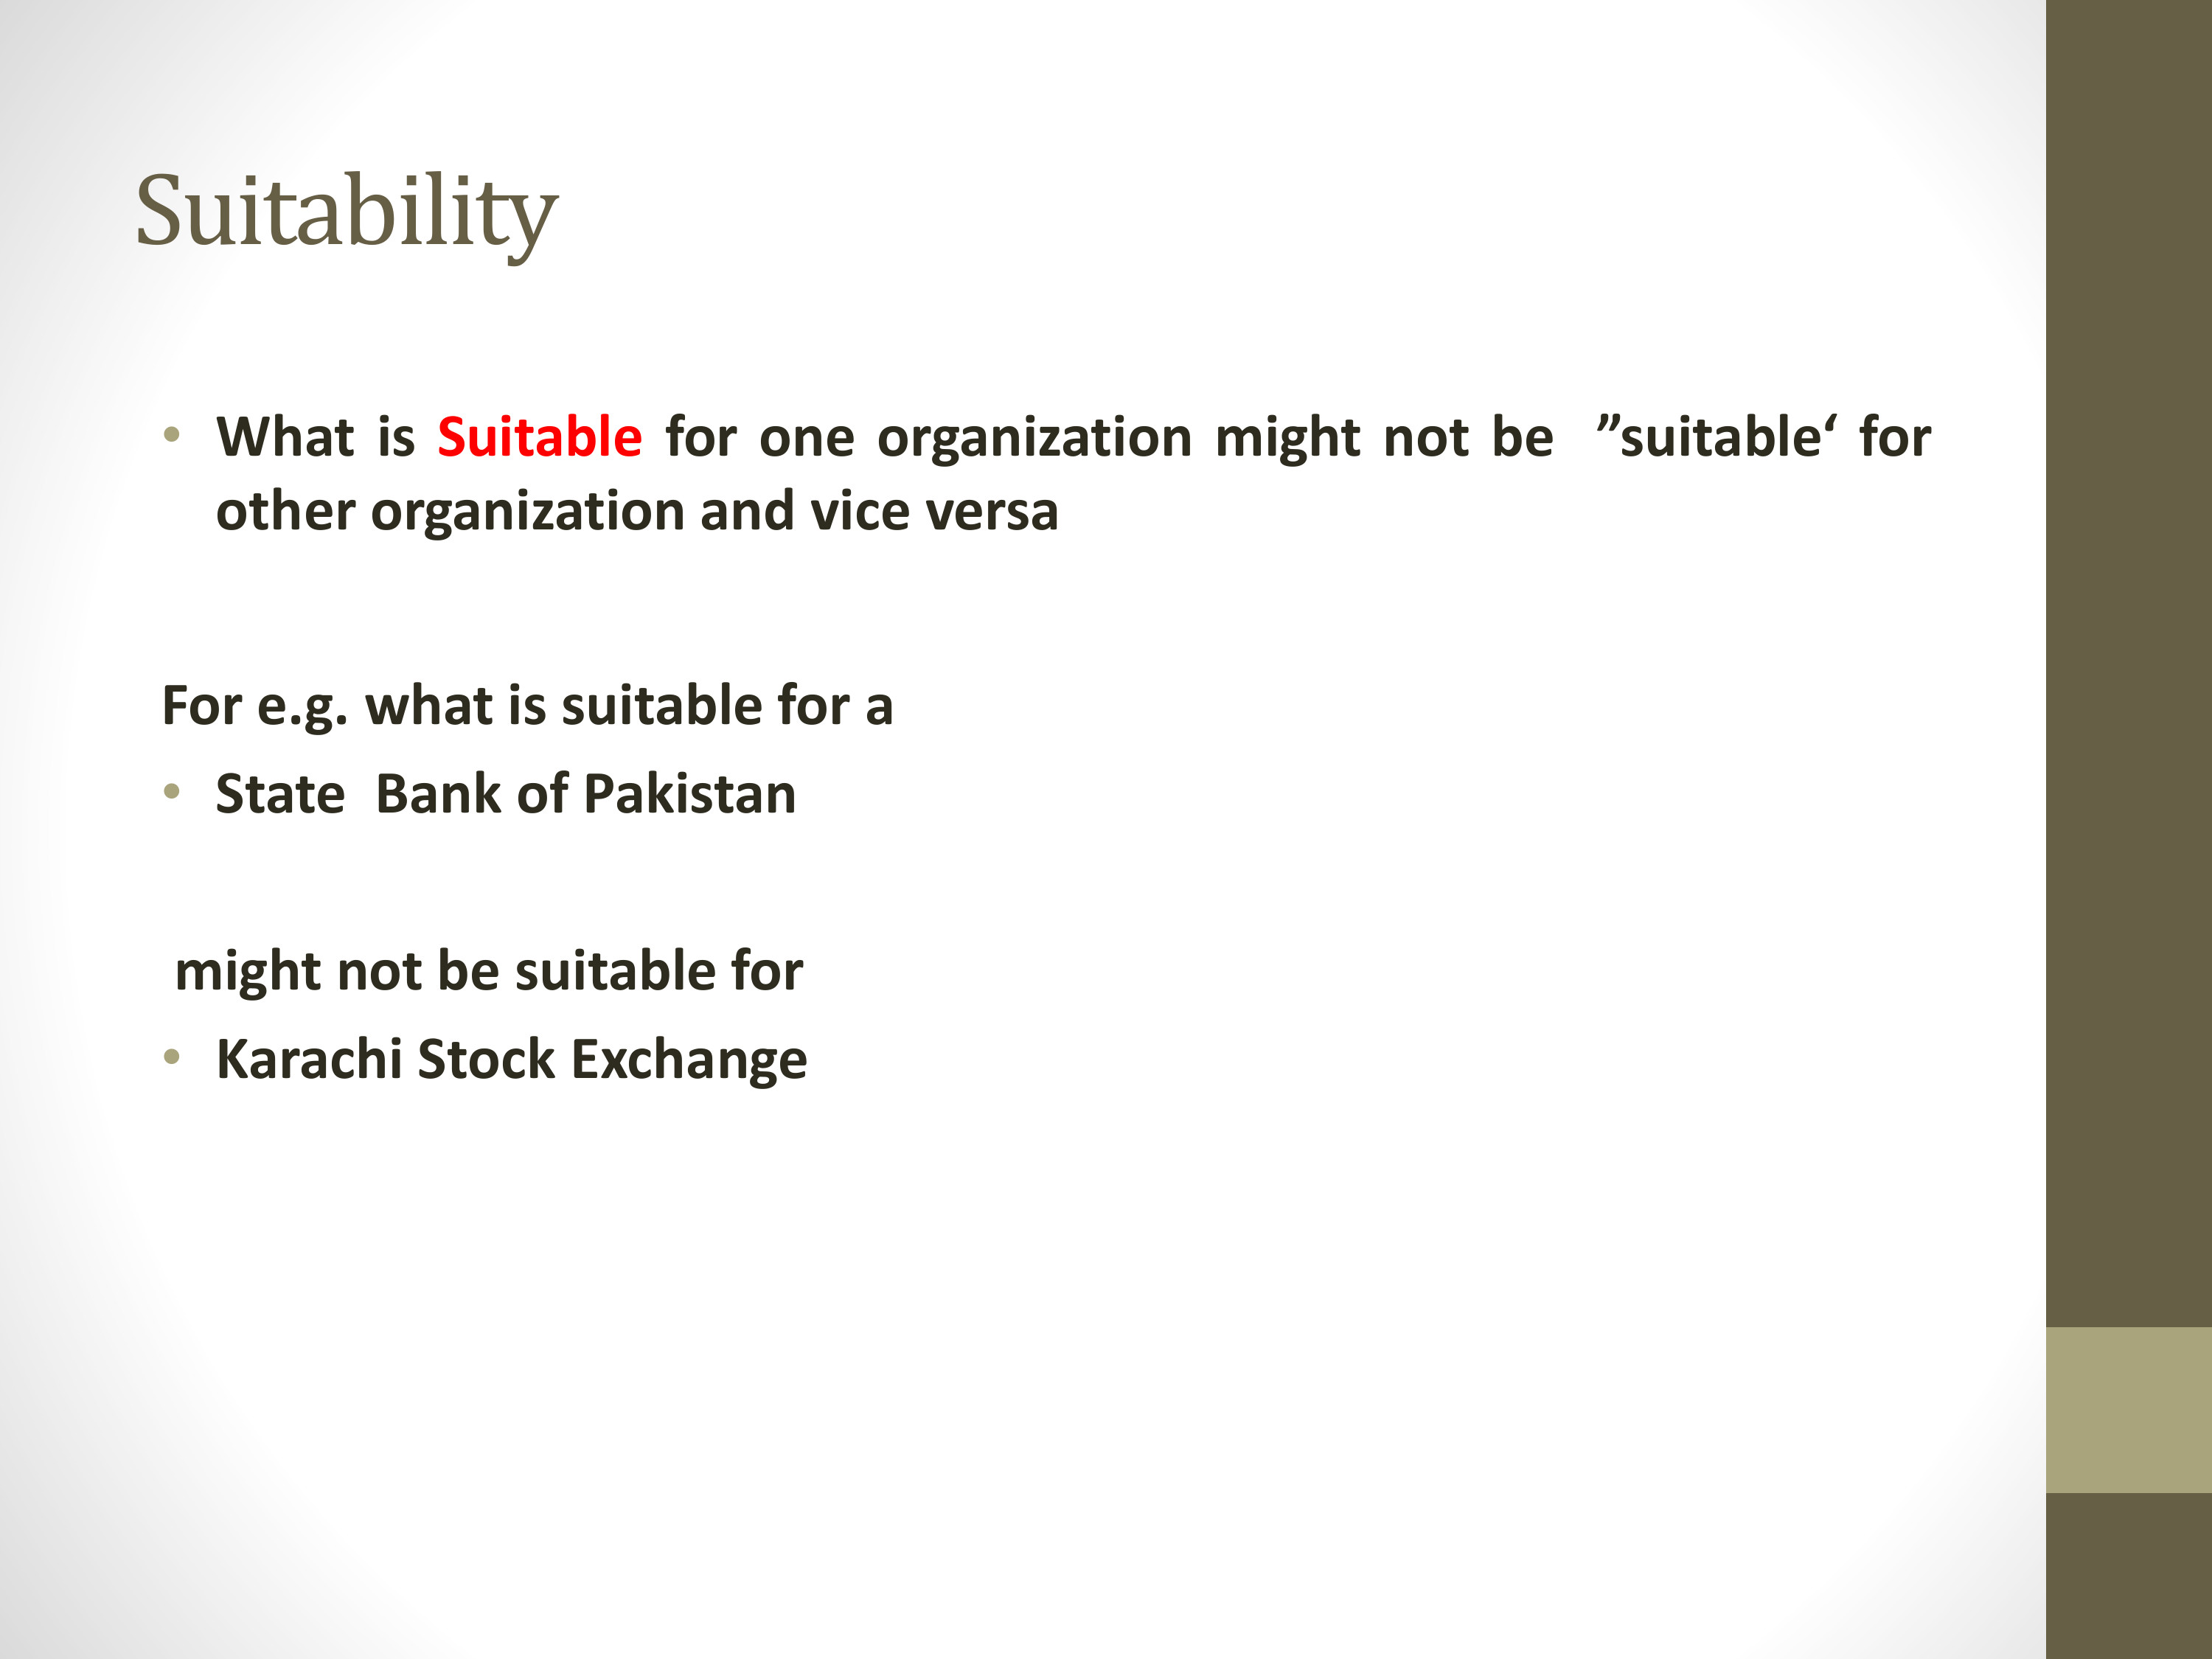 Suitability
• What is Suitable for one organization might not be ”suitable‘ for
other organization and vice versa
For e.g. what is suitable for a
• State  Bank of Pakistan
might not be suitable for
• Karachi Stock Exchange